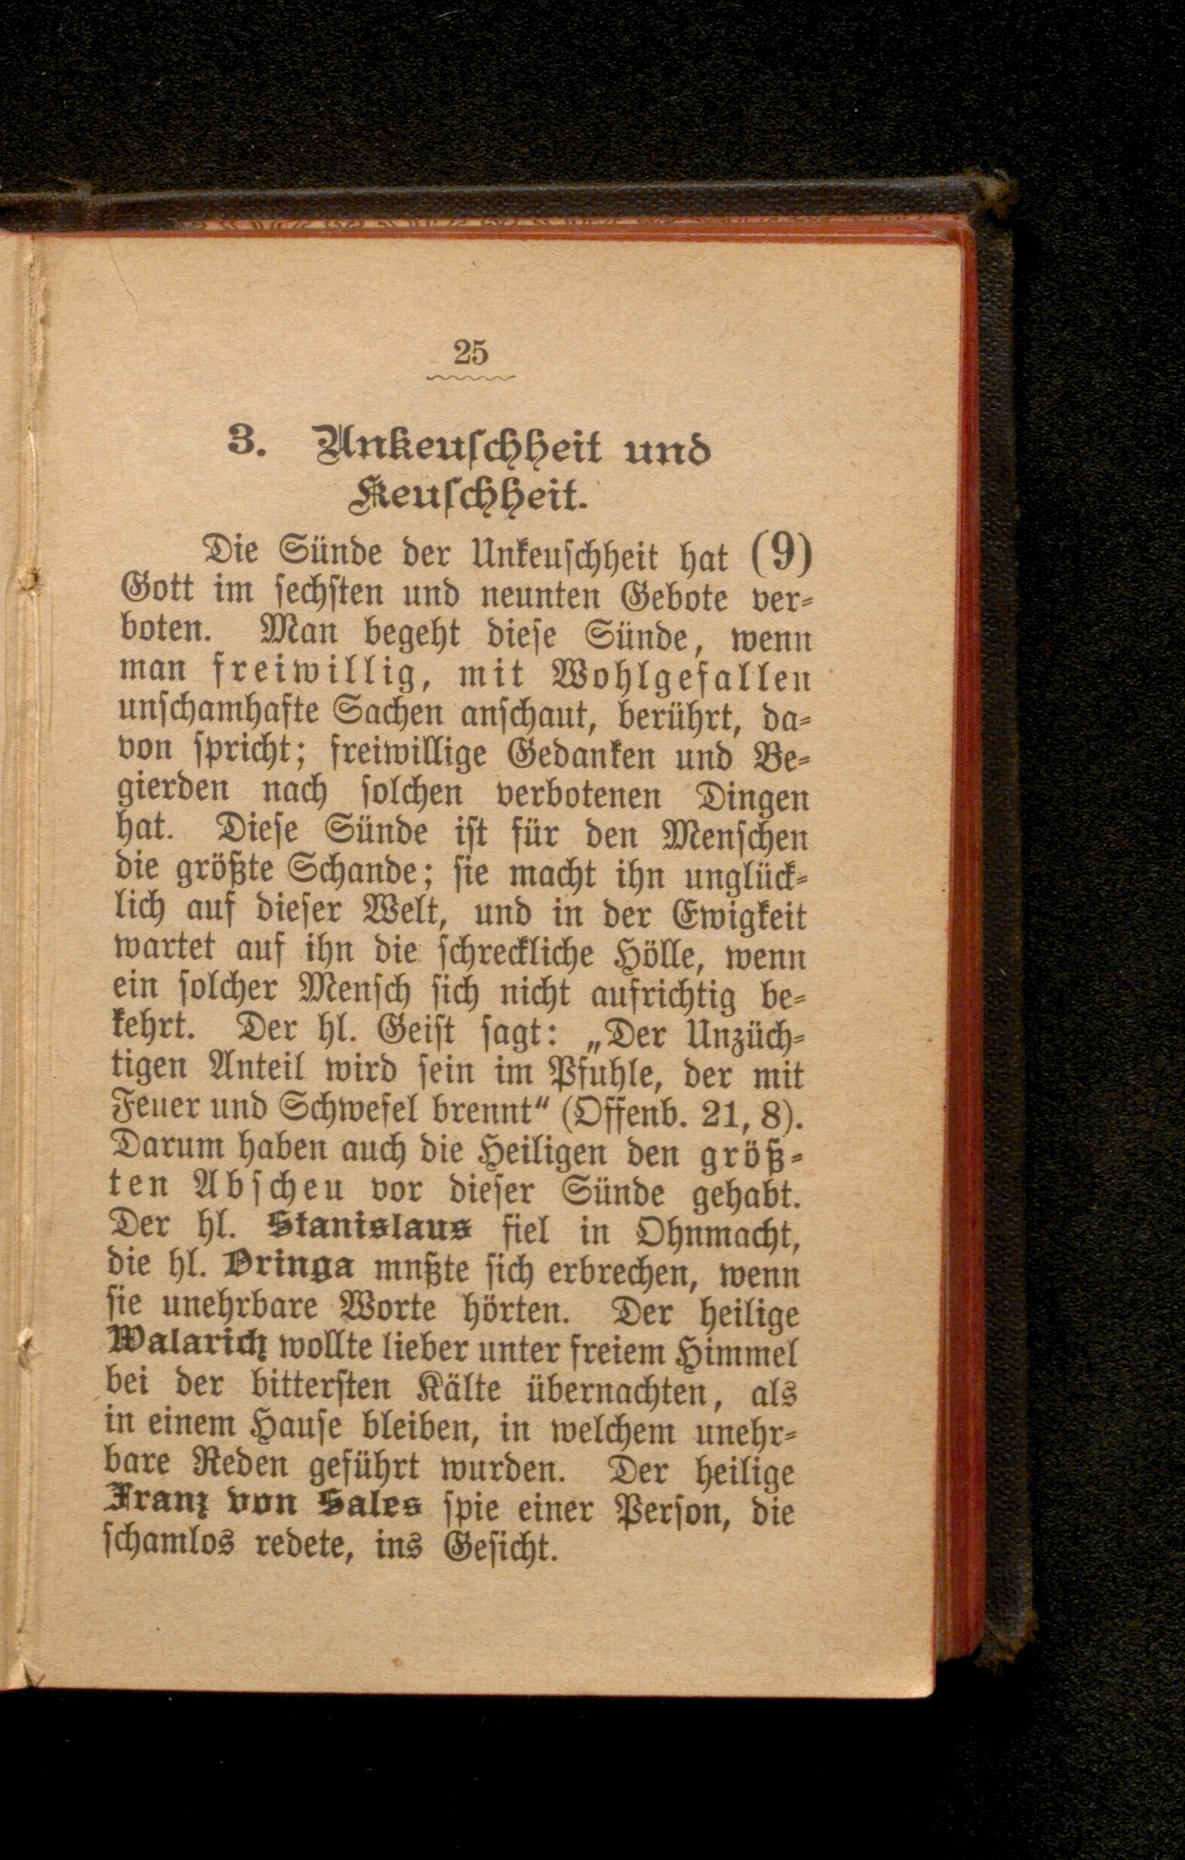 25
3. Unkeuschheit und
Keuschheit.
Die Sünde der Unkeuschheit hat (9)
Gott im sechsten und neunten Gebote ver-
boten. Man begeht diese Sünde, wenn
man freiwillig, mit Wohlgefallen
unschamhafte Sachen anschaut, berührt, da-
von spricht; freiwillige Gedanken und Be-
gierden nach solchen verbotenen Dingen
hat. Diese Sünde ist für den Menschen
die größte Schande; sie macht ihn unglück-
lich auf dieser Welt, und in der Ewigkeit
wartet auf ihn die schreckliche Hölle, wenn
ein solcher Mensch sich nicht aufrichtig be-
kehrt. Der hl. Geist sagt: „Der Unzüch-
tigen Anteil wird sein im Pfuhle, der mit
Feuer und Schwefel brennt“ (Offenb. 21, 8).
Darum haben auch die Heiligen den größ-
ten Abscheu vor dieser Sünde gehabt.
Der hl. Stanislaus fiel in Ohnmacht,
die hl. Oringa mnßte sich erbrechen, wenn
sie unehrbare Worte hörten. Der heilige
Walarich wollte lieber unter freiem Himmel
bei der bittersten Kälte übernachten, als
in einem Hause bleiben, in welchem unehr-
bare Reden geführt wurden. Der heilige
Franz von Sales spie einer Person, die
schamlos redete, ins Gesicht.